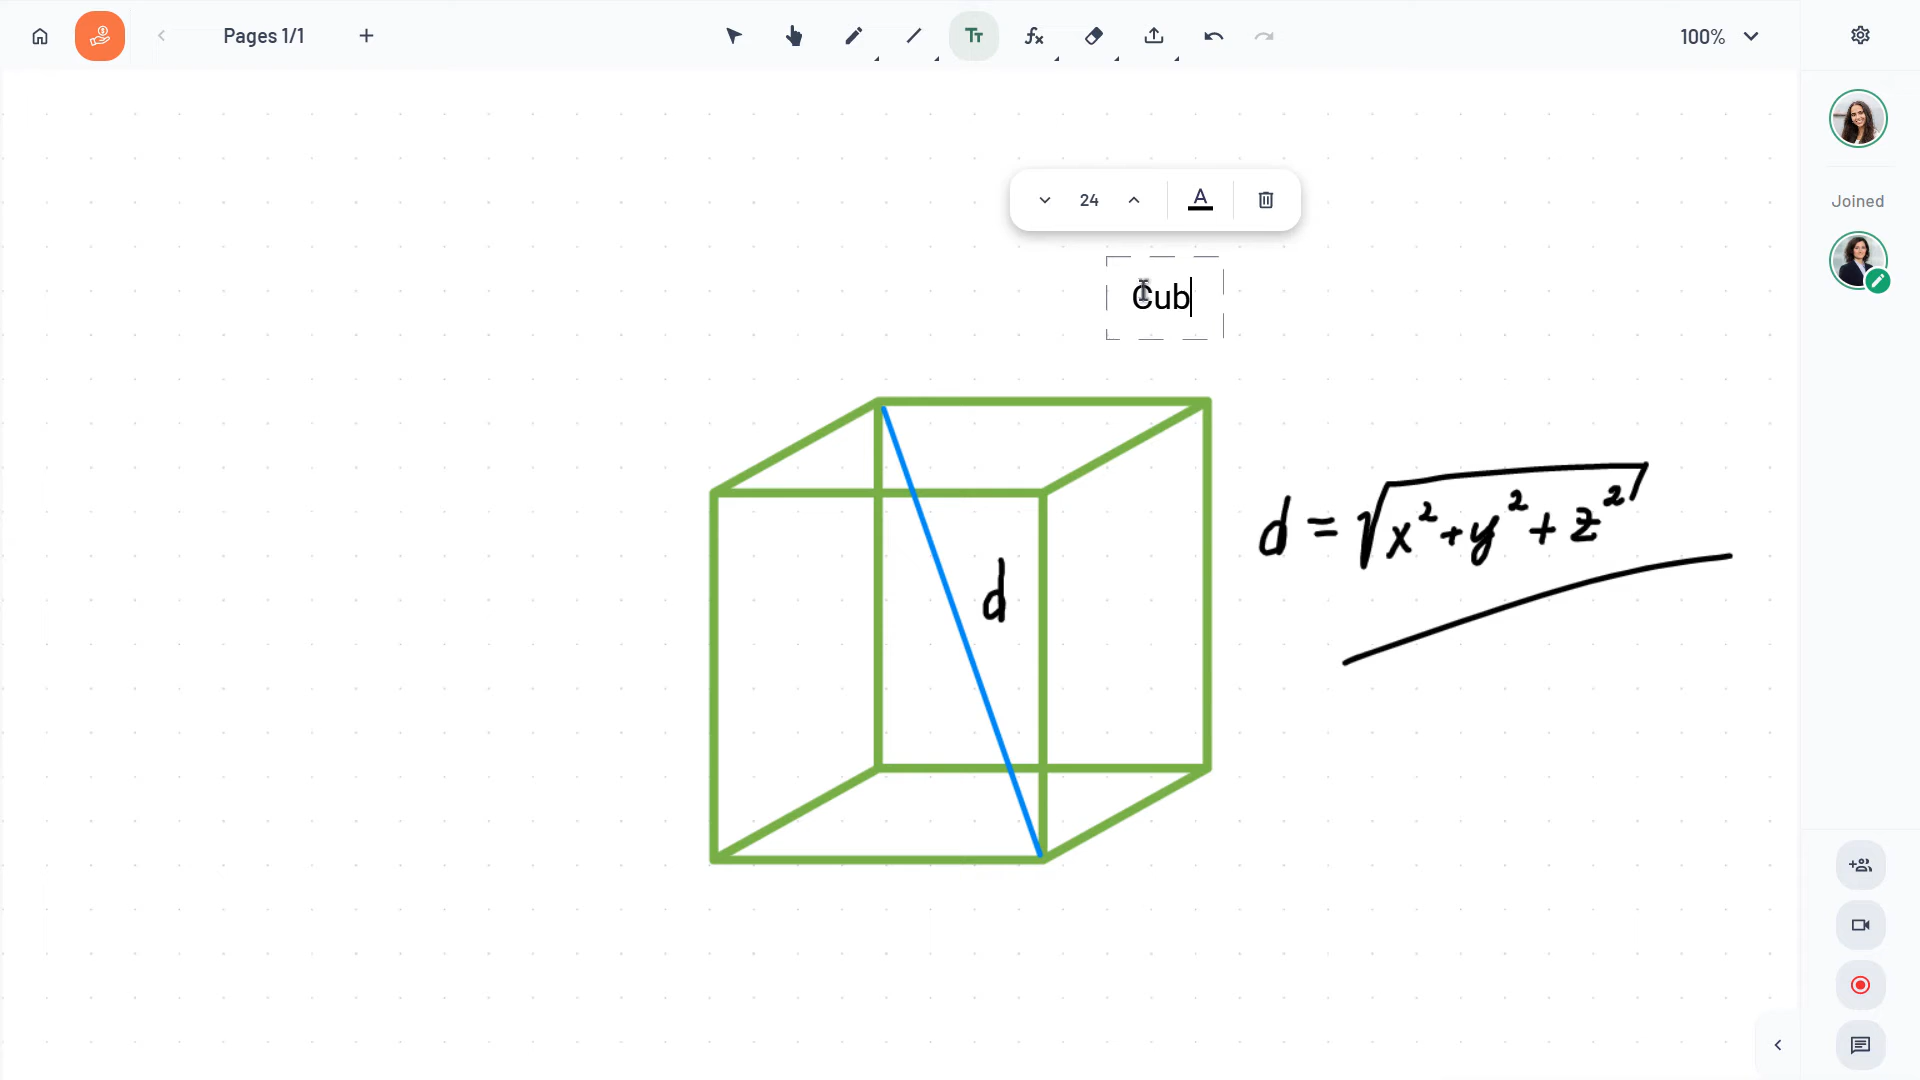 Pages 1/1
100%
24
Joined
Cub
d = √x²+y²+z²
d